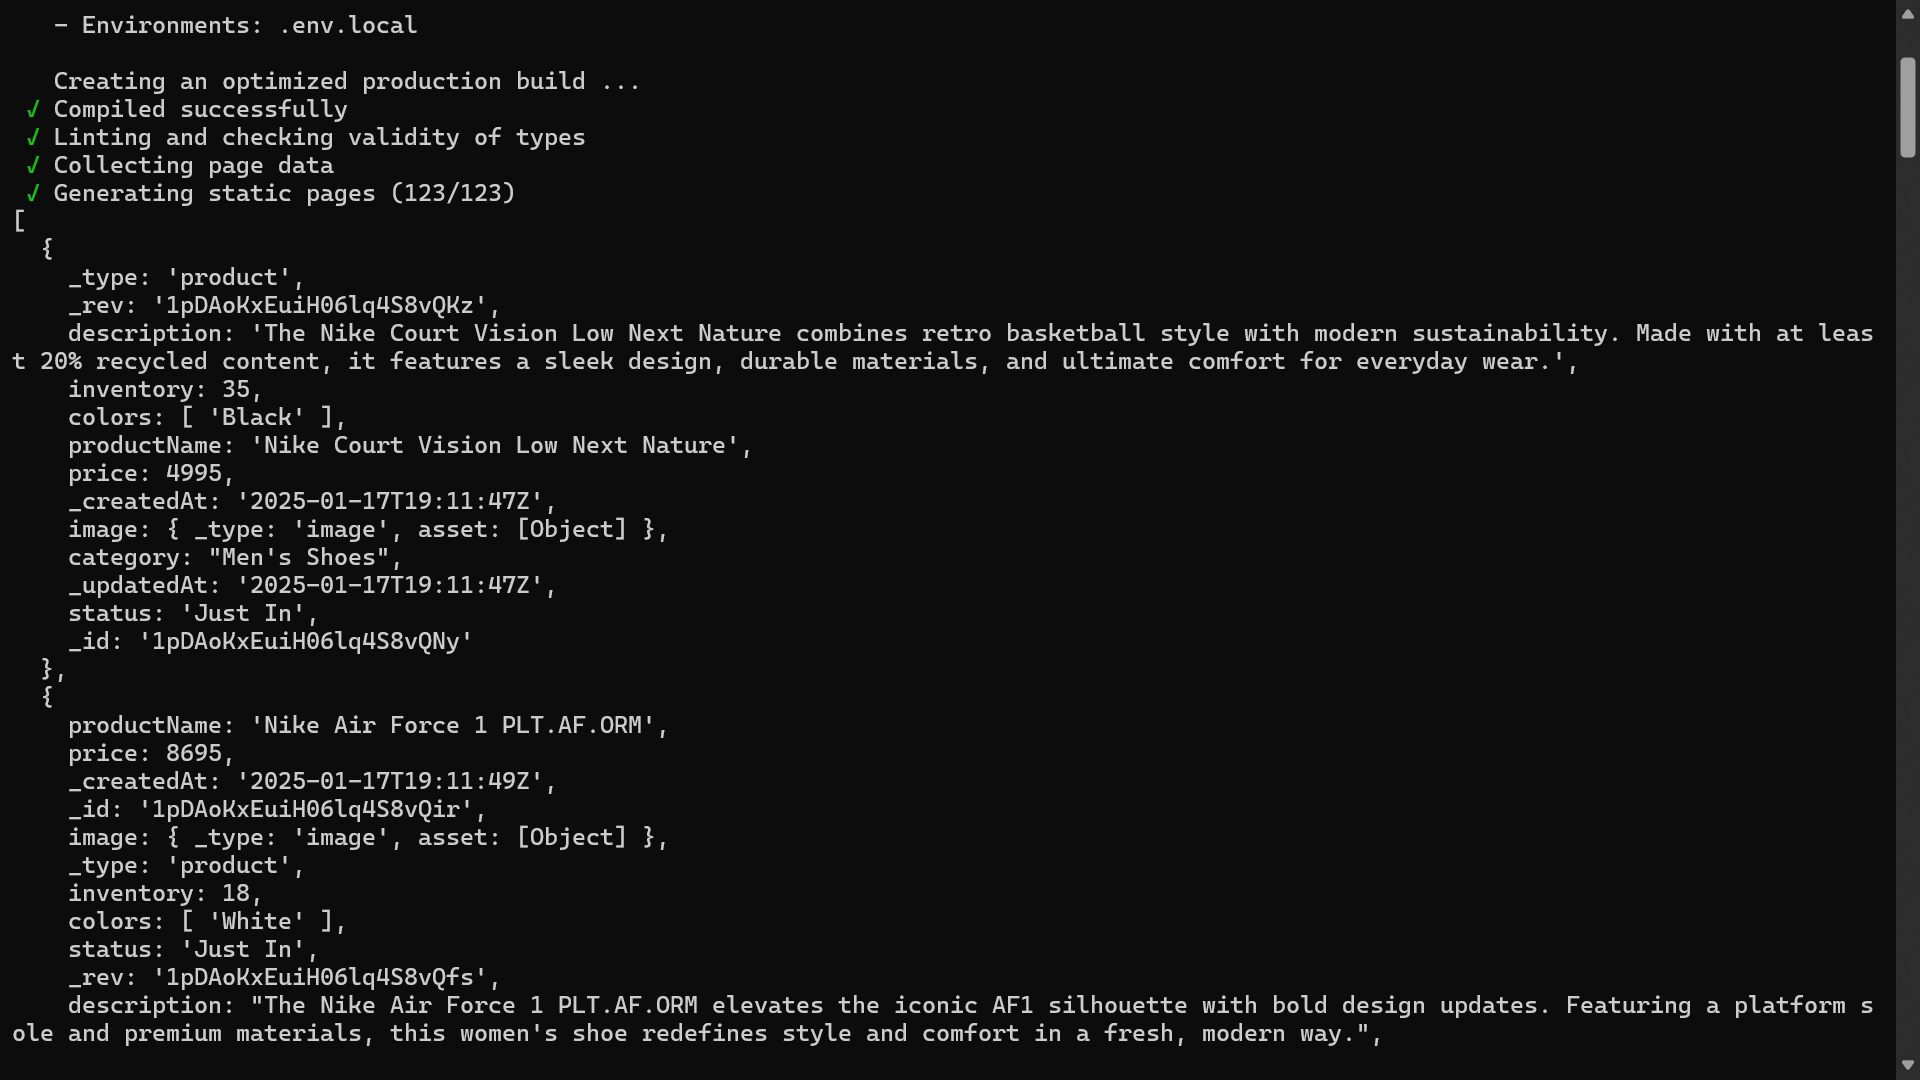 - Environments: .env.local
Creating an optimized production build ...
√ Compiled successfully
√ Linting and checking validity of types
√ Collecting page data
√ Generating static pages (123/123)
[
  {
    _type: 'product',
    _rev: '1pDAoKxEuiH06lq4S8vQKz',
    description: 'The Nike Court Vision Low Next Nature combines retro basketball style with modern sustainability. Made with at leas
t 20% recycled content, it features a sleek design, durable materials, and ultimate comfort for everyday wear.',
    inventory: 35,
    colors: [ 'Black' ],
    productName: 'Nike Court Vision Low Next Nature',
    price: 4995,
    _createdAt: '2025-01-17T19:11:47Z',
    image: { _type: 'image', asset: [Object] },
    category: "Men's Shoes",
    _updatedAt: '2025-01-17T19:11:47Z',
    status: 'Just In',
    _id: '1pDAoKxEuiH06lq4S8vQNy'
  },
  {
    productName: 'Nike Air Force 1 PLT.AF.ORM',
    price: 8695,
    _createdAt: '2025-01-17T19:11:49Z',
    _id: '1pDAoKxEuiH06lq4S8vQir',
    image: { _type: 'image', asset: [Object] },
    _type: 'product',
    inventory: 18,
    colors: [ 'White' ],
    status: 'Just In',
    _rev: '1pDAoKxEuiH06lq4S8vQfs',
    description: "The Nike Air Force 1 PLT.AF.ORM elevates the iconic AF1 silhouette with bold design updates. Featuring a platform s
ole and premium materials, this women's shoe redefines style and comfort in a fresh, modern way.",